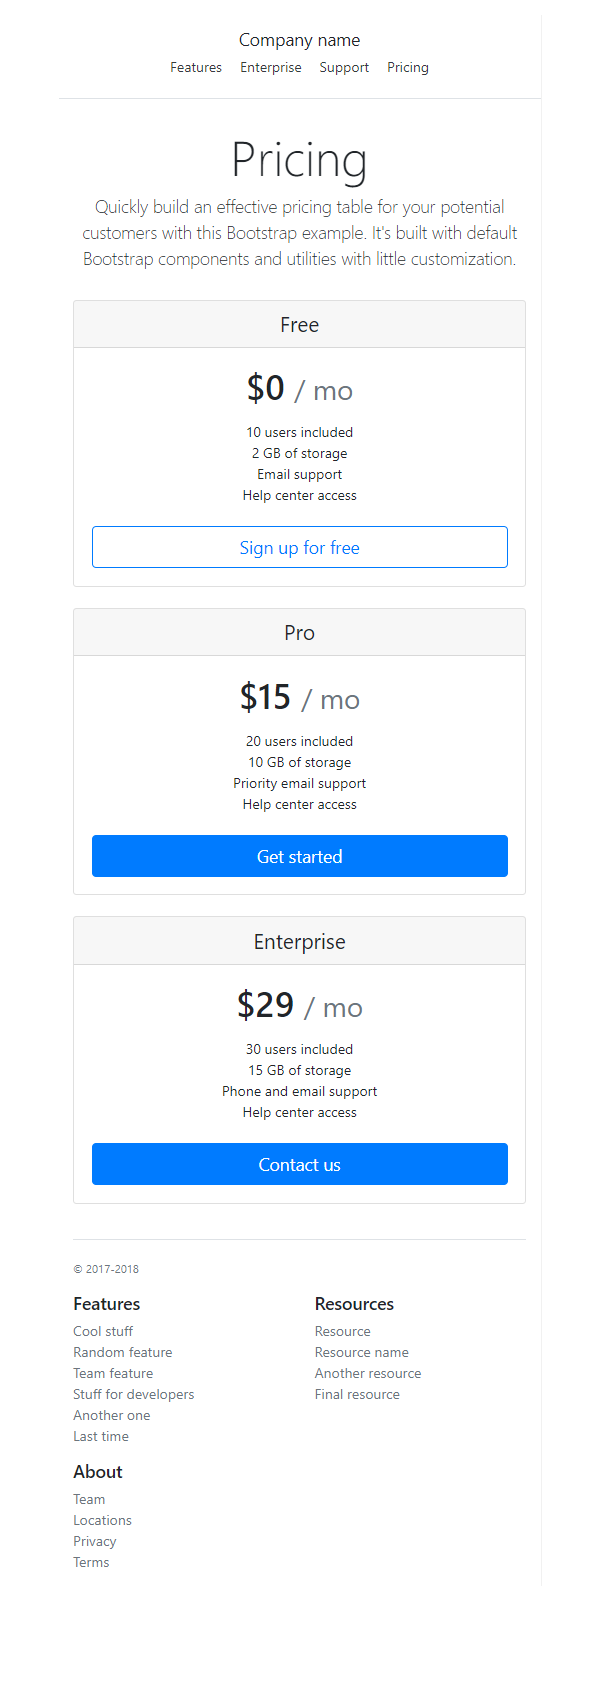 Company name
Features Enterprise Support Pricing
Pricing
Quickly build an effective pricing table for your potential
customers with this Bootstrap example. It's built with default
Bootstrap components and utilities with little customization.
Free
$0 / mo
10 users included
2 GB of storage
Email support
Help center access
Sign up for free
Pro
$15 / mo
20 users included
10 GB of storage
Priority email support
Help center access
Get started
Enterprise
$29 / mo
30 users included
15 GB of storage
Phone and email support
Help center access
Contact us
© 2017-2018
Features
Cool stuff
Random feature
Team feature
Stuff for developers
Another one
Last time
Resources
Resource
Resource name
Another resource
Final resource
About
Team
Locations
Privacy
Terms